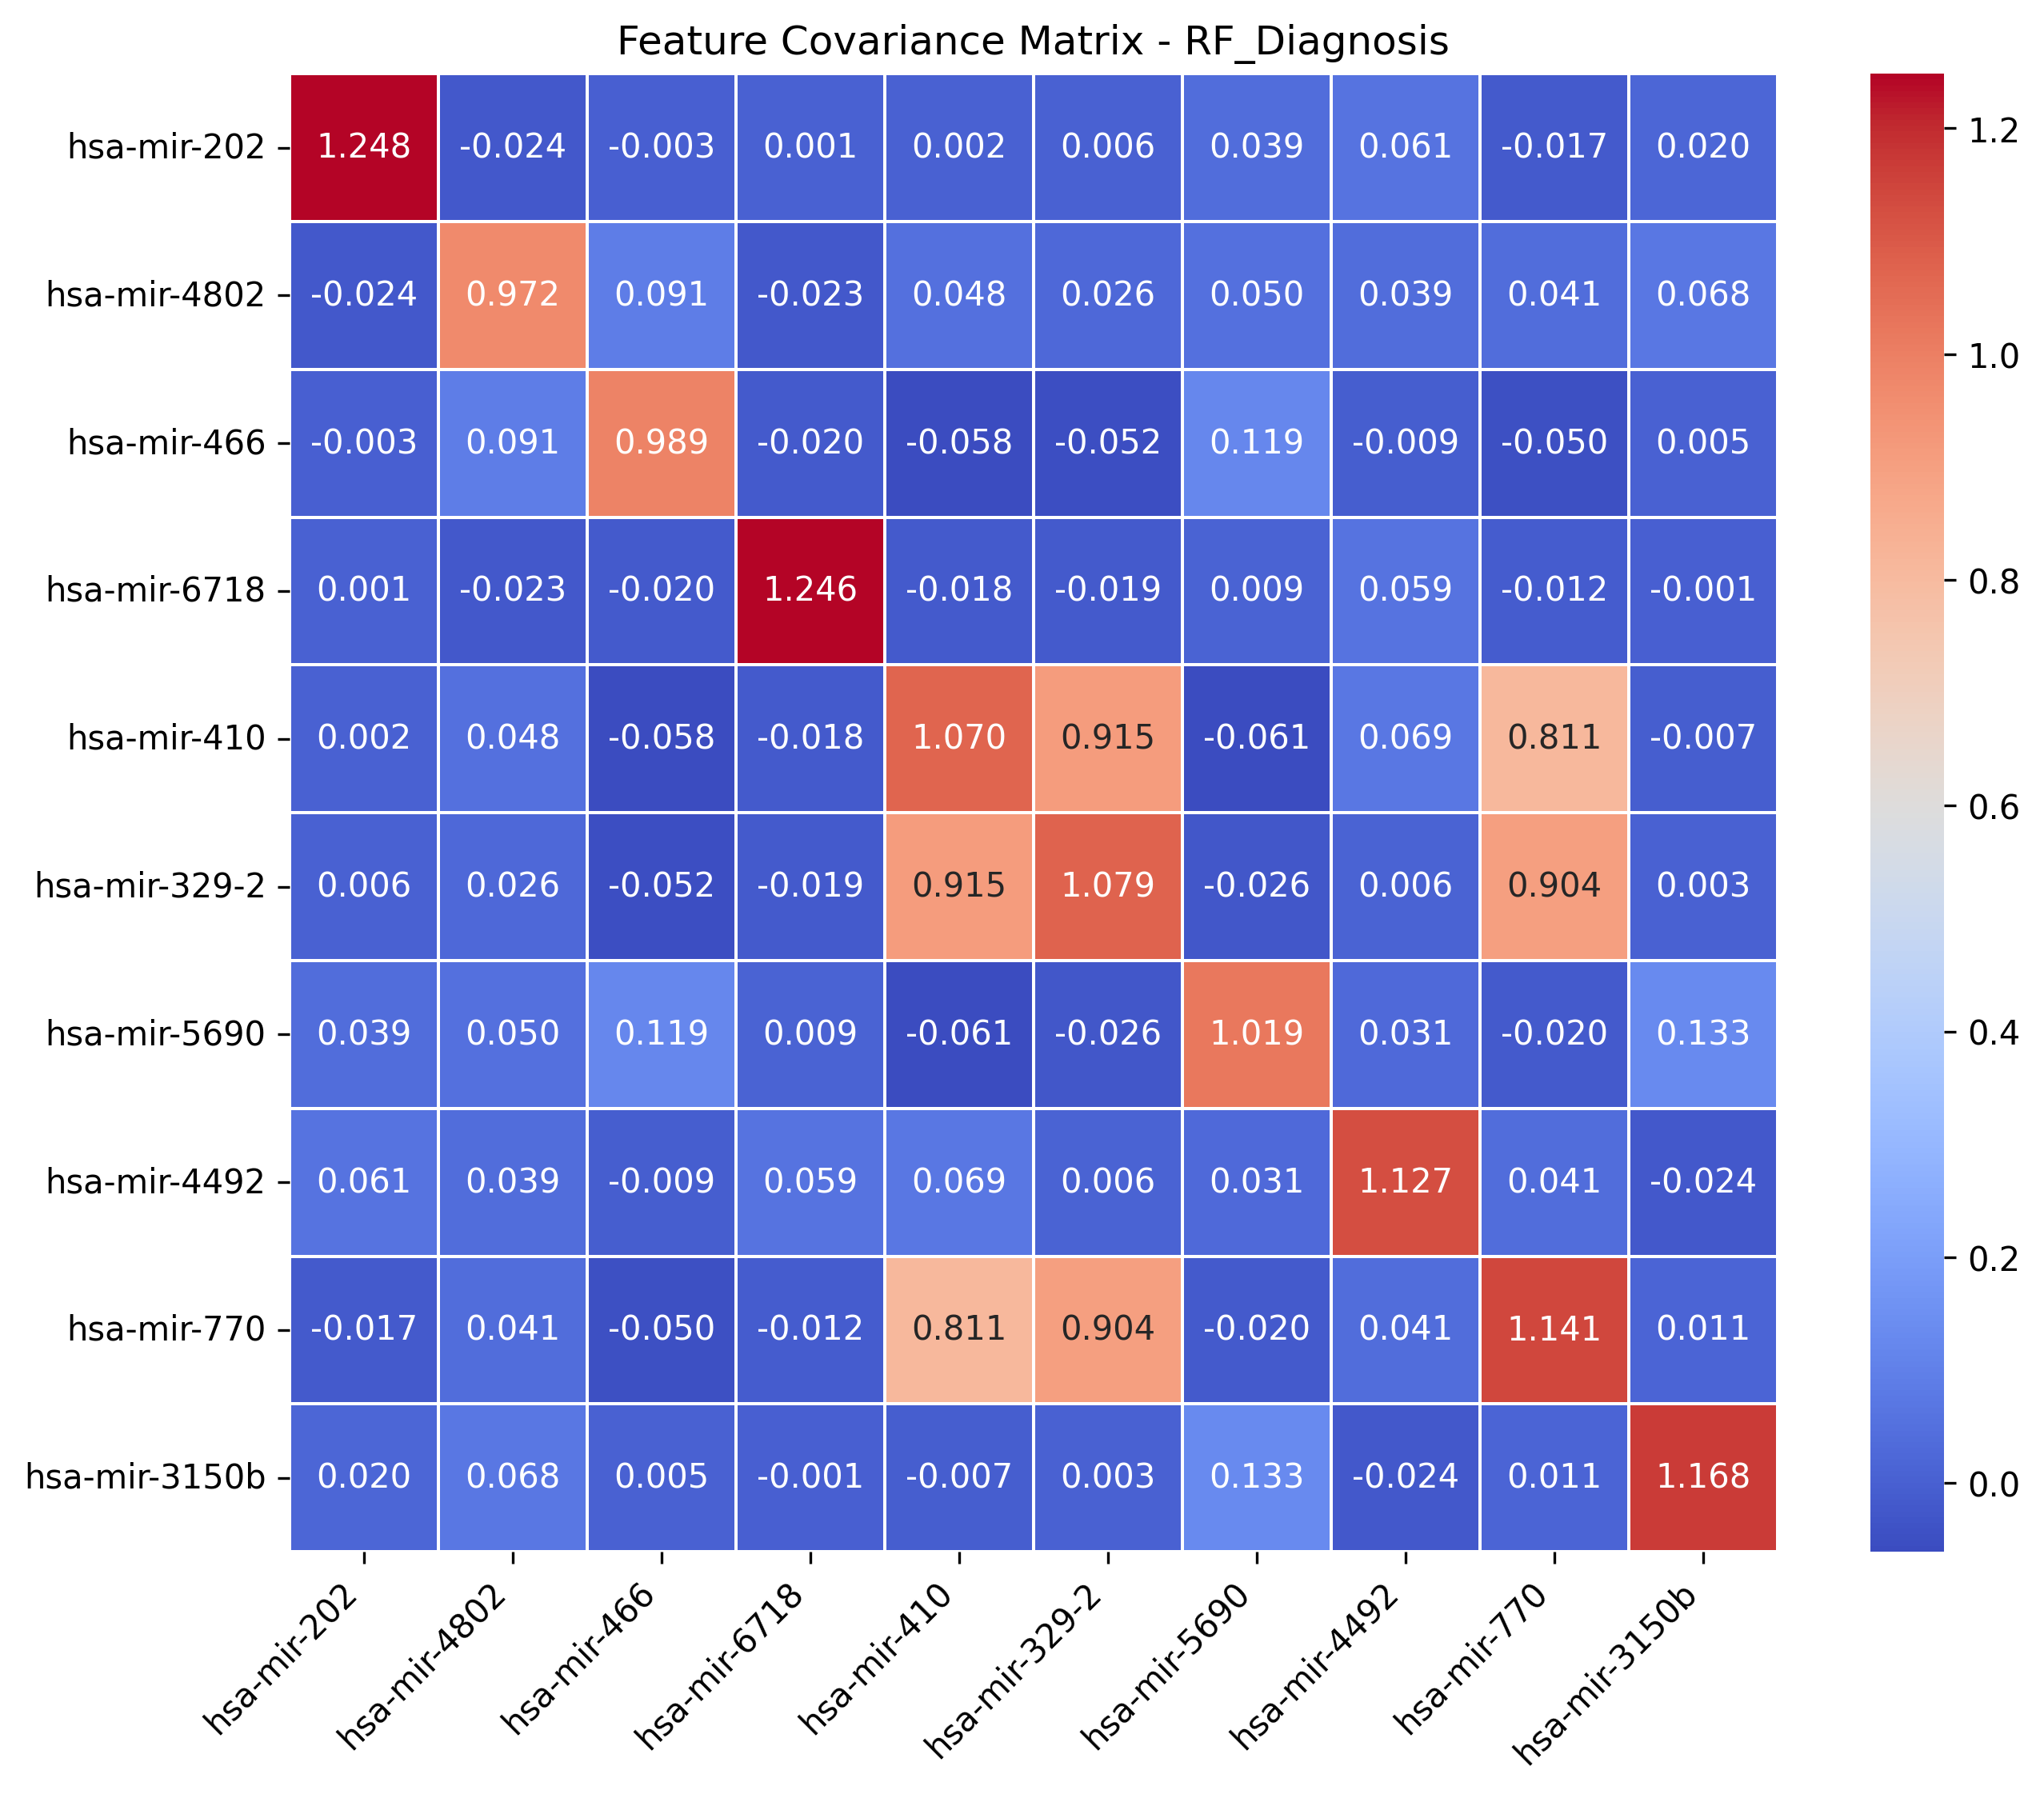 Feature Covariance Matrix - RF_Diagnosis
hsa-mir-202 1.248 -0.024 -0.003 0.001 0.002 0.006 0.039 0.061 -0.017 0.020
hsa-mir-4802 -0.024 0.972 0.091 -0.023 0.048 0.026 0.050 0.039 0.041 0.068
hsa-mir-466 -0.003 0.091 0.989 -0.020 -0.058 -0.052 0.119 -0.009 -0.050 0.005
hsa-mir-6718 0.001 -0.023 -0.020 1.246 -0.018 -0.019 0.009 0.059 -0.012 -0.001
hsa-mir-410 0.002 0.048 -0.058 -0.018 1.070 0.915 -0.061 0.069 0.811 -0.007
hsa-mir-329-2 0.006 0.026 -0.052 -0.019 0.915 1.079 -0.026 0.006 0.904 0.003
hsa-mir-5690 0.039 0.050 0.119 0.009 -0.061 -0.026 1.019 0.031 -0.020 0.133
hsa-mir-4492 0.061 0.039 -0.009 0.059 0.069 0.006 0.031 1.127 0.041 -0.024
hsa-mir-770 -0.017 0.041 -0.050 -0.012 0.811 0.904 -0.020 0.041 1.141 0.011
hsa-mir-3150b 0.020 0.068 0.005 -0.001 -0.007 0.003 0.133 -0.024 0.011 1.168
hsa-mir-202 hsa-mir-4802 hsa-mir-466 hsa-mir-6718 hsa-mir-410 hsa-mir-329-2 hsa-mir-5690 hsa-mir-4492 hsa-mir-770 hsa-mir-3150b
1.2
1.0
0.8
0.6
0.4
0.2
0.0